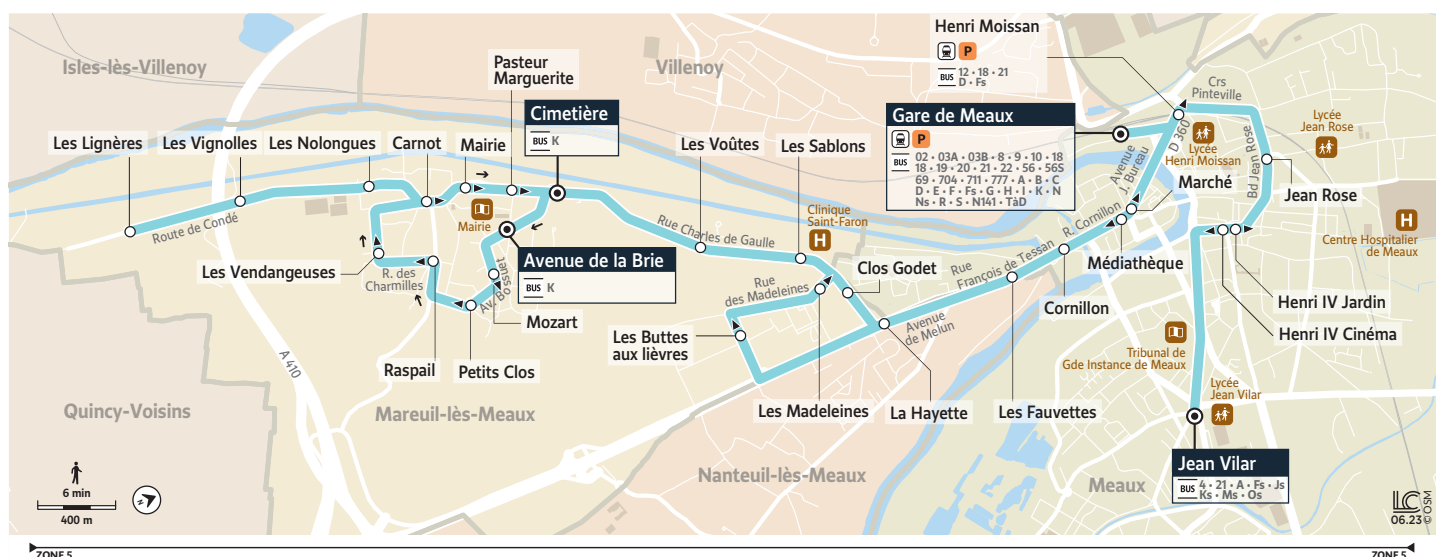 Isles-lès-Villenoy
Villenoy
Henri Moissan
P
BUS 12 • 18 • 21
D • Fs
Pasteur
Marguerite
Cimetière
BUS K
Gare de Meaux
P
BUS
02 • 03A • 03B • 8 • 9 • 10 • 18
18 • 19 • 20 • 21 • 22 • 56 • 56S
69 • 704 • 711 • 777 • A • B • C
D • E • F • Fs • G • H • I • K • N
Ns • R • S • N141 • TàD
Crs
Pinteville
D 360
Lycée
Henri Moissan
Lycée
Jean Rose
Bd Jean Rose
Jean Rose
Avenue
J. Bureau
Marché
Les Lignères
Les Vignolles
Les Nolongues
Carnot
Mairie
Les Voûtes
Les Sablons
Route de Condé
Mairie
Clinique
Saint-Faron
H
Rue Charles de Gaulle
R. Cornillon
H
Centre Hospitalier
de Meaux
Les Vendangeuses
R. des
Charmilles
Avenue de la Brie
BUS K
Av. Bossuet
Mozart
Clos Godet
Rue
des Madeleines
Rue
François de Tessan
Médiathèque
Cornillon
Henri IV Jardin
Henri IV Cinéma
Les Buttes
aux lièvres
Avenue
de Melun
A 410
Raspail
Petits Clos
Tribunal de
Gde Instance de Meaux
Lycée
Jean Vilar
Quincy-Voisins
Mareuil-lès-Meaux
Les Madeleines
La Hayette
Les Fauvettes
Nanteuil-lès-Meaux
Meaux
Jean Vilar
BUS 4 • 21 • A • Fs • Js
Ks • Ms • Os
6 min
400 m
LC
06.23 © OSM
ZONE 5
ZONE 5